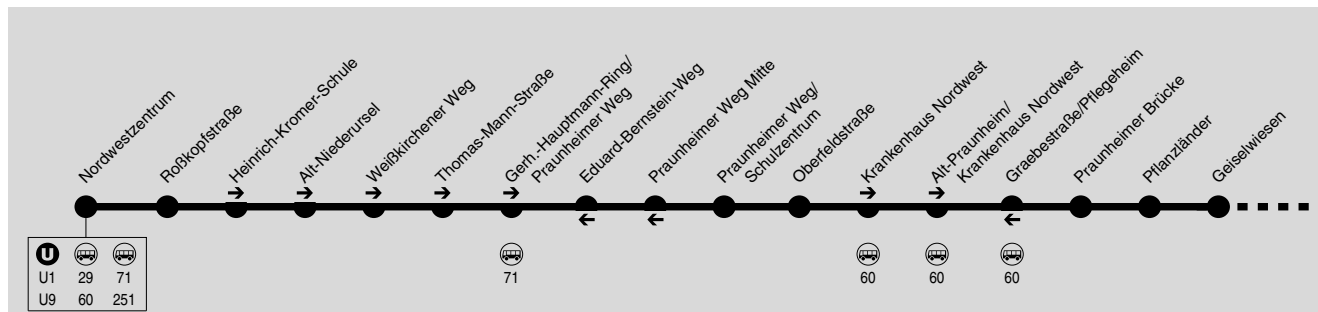 Nordwestzentrum
Roßkopfstraße
Heinrich-Kromer-Schule
Alt-Niederursel
Weißkirchener Weg
Thomas-Mann-Straße
Gerh.-Hauptmann-Ring/
Praunheimer Weg
Eduard-Bernstein-Weg
Praunheimer Weg Mitte
Praunheimer Weg/
Schulzentrum
Oberfeldstraße
Krankenhaus Nordwest
Alt-Praunheim/
Krankenhaus Nordwest
Graebestraße/Pflegeheim
Praunheimer Brücke
Pflanzländer
Geiselwiesen
U
U1 29 71
U9 60 251
71
60
60
60